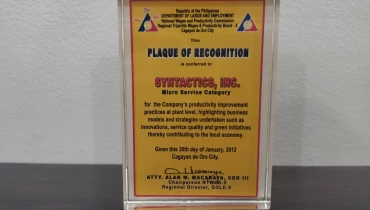 Republic of the Philippines
DEPARTMENT OF LABOR AND EMPLOYMENT
National Wages and Productivity Commission
Regional Tripartite Wages & Productivity Board - X
Cagayan de Oro City
This
PLAQUE OF RECOGNITION
is conferred to
SYNTACTICS, INC.
Micro Service Category
for the Company's productivity improvement
practices at plant level, highlighting business
models and strategies undertaken such as
innovations, service quality and green initiatives
thereby contributing to the local economy.
Given this 30th day of January, 2012
Cagayan de Oro City.
ATTY. ALAN M. MACARAYA, CEO III
Chairperson
Regional Director, DOLE-X